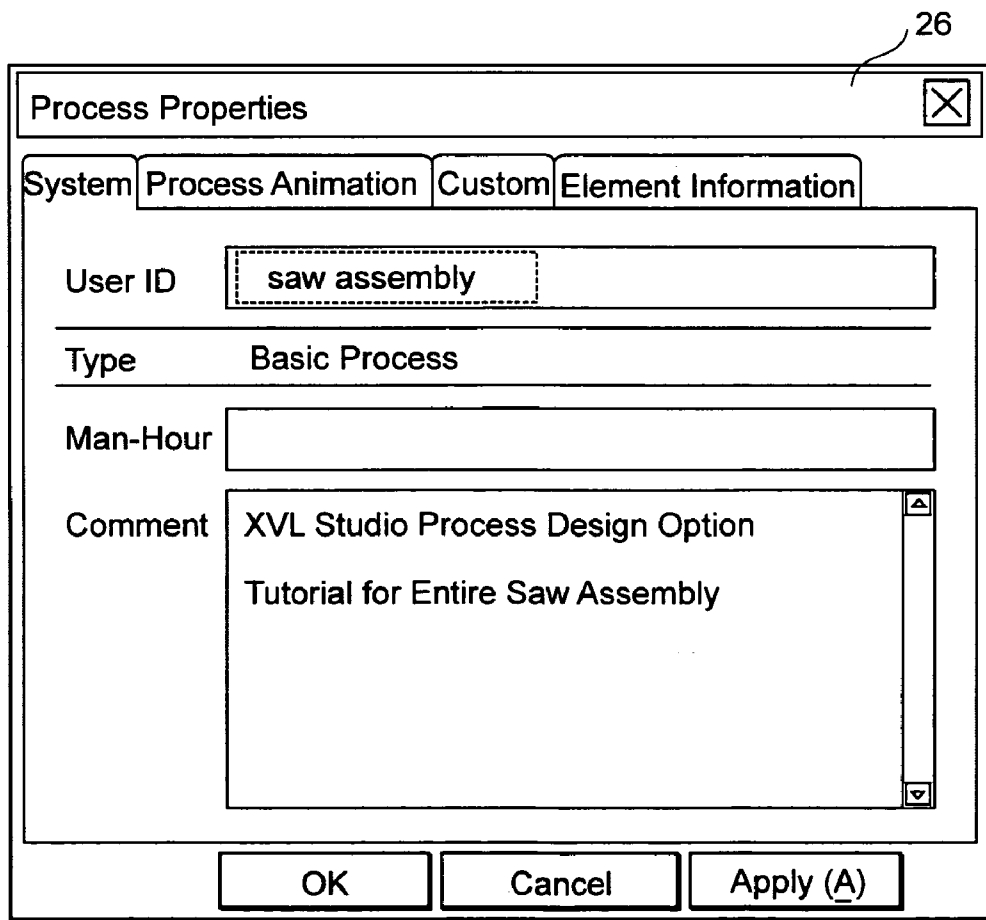 26
Process Properties
System Process Animation Custom Element Information
User ID saw assembly
Type Basic Process
Man-Hour
Comment XVL Studio Process Design Option
Tutorial for Entire Saw Assembly
OK Cancel Apply (A)